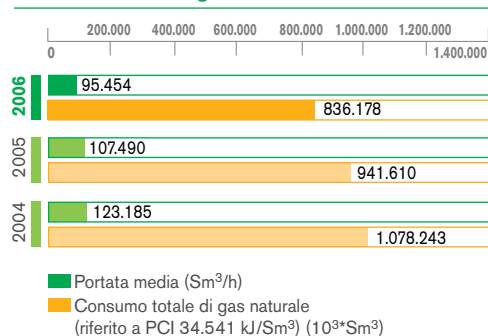 200.000 400.000 600.000 800.000 1.000.000 1.200.000
0 1.400.000
2006
95.454
836.178
2005
107.490
941.610
2004
123.185
1.078.243
Portata media (Sm³/h)
Consumo totale di gas naturale
(riferito a PCI 34.541 kJ/Sm³) (10³*Sm³)